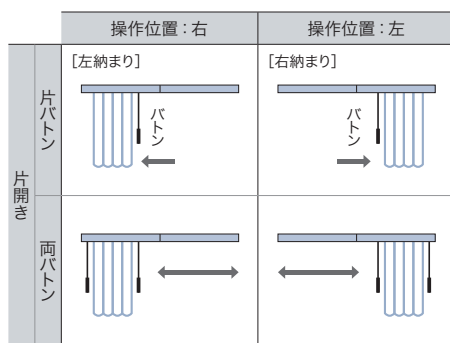 操作位置：右
操作位置：左
片開き
片バトン
[左納まり]
バトン
[右納まり]
バトン
両バトン